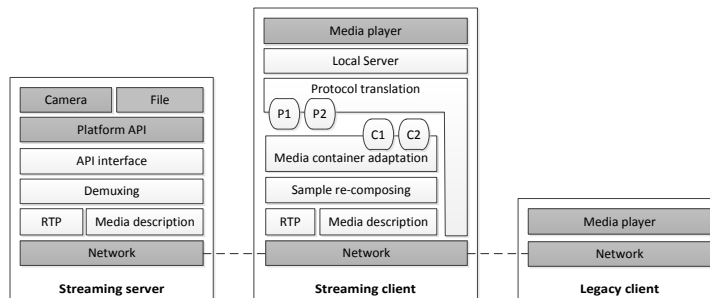 Camera
File
Platform API
API interface
Demuxing
RTP
Media description
Network
Streaming server
Media player
Local Server
Protocol translation
P1
P2
C1
C2
Media container adaptation
Sample re-composing
RTP
Media description
Network
Streaming client
Media player
Network
Legacy client